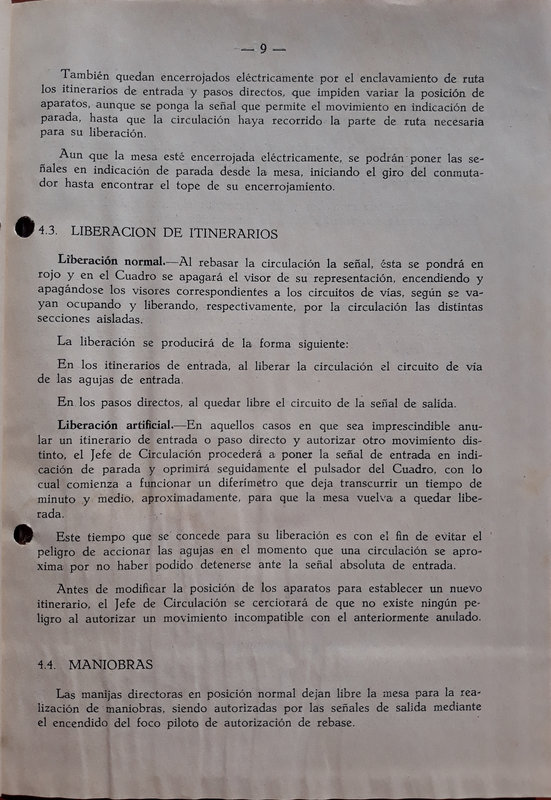 — 9 —
También quedan encerrojados eléctricamente por el enclavamiento de ruta
los itinerarios de entrada y pasos directos, que impiden variar la posición de
aparatos, aunque se ponga la señal que permite el movimiento en indicación de
parada, hasta que la circulación haya recorrido la parte de ruta necesaria
para su liberación.
Aun que la mesa esté encerrojada eléctricamente, se podrán poner las se-
ñales en indicación de parada desde la mesa, iniciando el giro del conmuta-
dor hasta encontrar el tope de su encerrojamiento.
4.3. LIBERACION DE ITINERARIOS
Liberación normal.—Al rebasar la circulación la señal, ésta se pondrá en
rojo y en el Cuadro se apagará el visor de su representación, encendiendo y
apagándose los visores correspondientes a los circuitos de vías, según se va-
yan ocupando y liberando, respectivamente, por la circulación las distintas
secciones aisladas.
La liberación se producirá de la forma siguiente:
En los itinerarios de entrada, al liberar la circulación el circuito de vía
de las agujas de entrada.
En los pasos directos, al quedar libre el circuito de la señal de salida.
Liberación artificial.—En aquellos casos en que sea imprescindible anu-
lar un itinerario de entrada o paso directo y autorizar otro movimiento dis-
tinto, el Jefe de Circulación procederá a poner la señal de entrada en indi-
cación de parada y oprimirá seguidamente el pulsador del Cuadro, con lo
cual comienza a funcionar un diferímetro que deja transcurrir un tiempo de
minuto y medio, aproximadamente, para que la mesa vuelva a quedar libe-
rada.
Este tiempo que se concede para su liberación es con el fin de evitar el
peligro de accionar las agujas en el momento que una circulación se apro-
xima por no haber podido detenerse ante la señal absoluta de entrada.
Antes de modificar la posición de los aparatos para establecer un nuevo
itinerario, el Jefe de Circulación se cerciorará de que no existe ningún pe-
ligro al autorizar un movimiento incompatible con el anteriormente anulado.
4.4. MANIOBRAS
Las manijas directoras en posición normal dejan libre la mesa para la rea-
lización de maniobras, siendo autorizadas por las señales de salida mediante
el encendido del foco piloto de autorización de rebase.